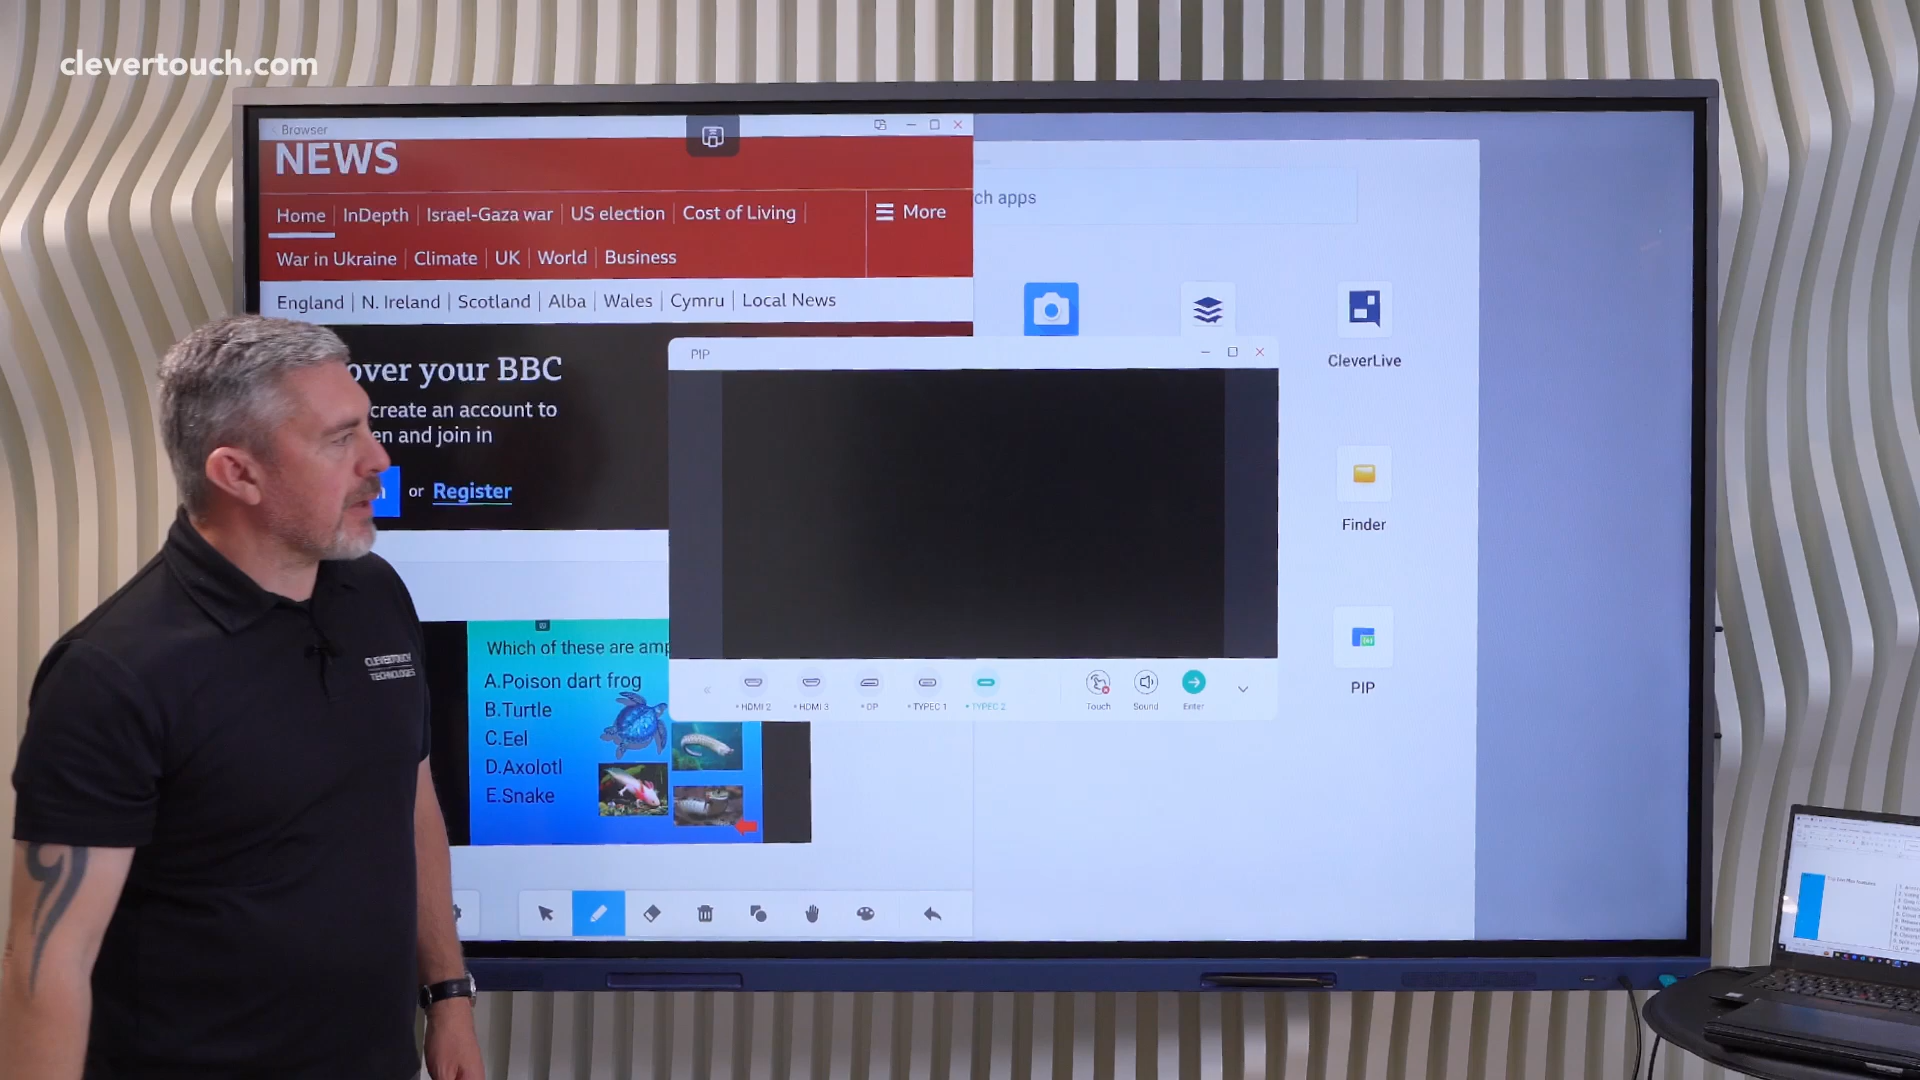 clevertouch.com
Browser
NEWS
Home InDepth Israel-Gaza war US election Cost of Living More
War in Ukraine Climate UK World Business
England N. Ireland Scotland Alba Wales Cymru Local News
ch apps
CleverLive
PIP
over your BBC
create an account to
en and join in
n or Register
Finder
Which of these are amp
A.Poison dart frog
B.Turtle
C.Eel
D.Axolotl
E.Snake
HDMI 2 HDMI 3 DP TYPEC 1 TYPEC 2 Touch Sound Enter
PIP
CLEVERTOUCH
TECHNOLOGIES